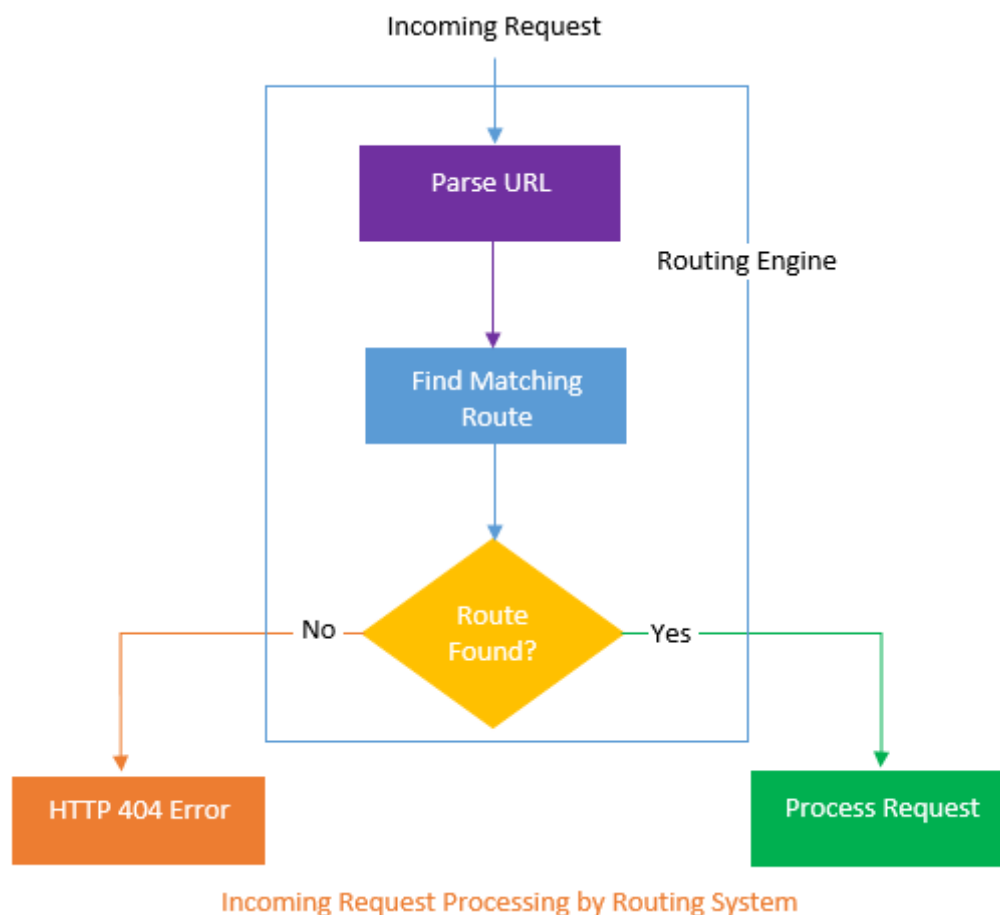 Incoming Request
Parse URL
Routing Engine
Find Matching
Route
Route
Found?
No
Yes
HTTP 404 Error
Process Request
Incoming Request Processing by Routing System